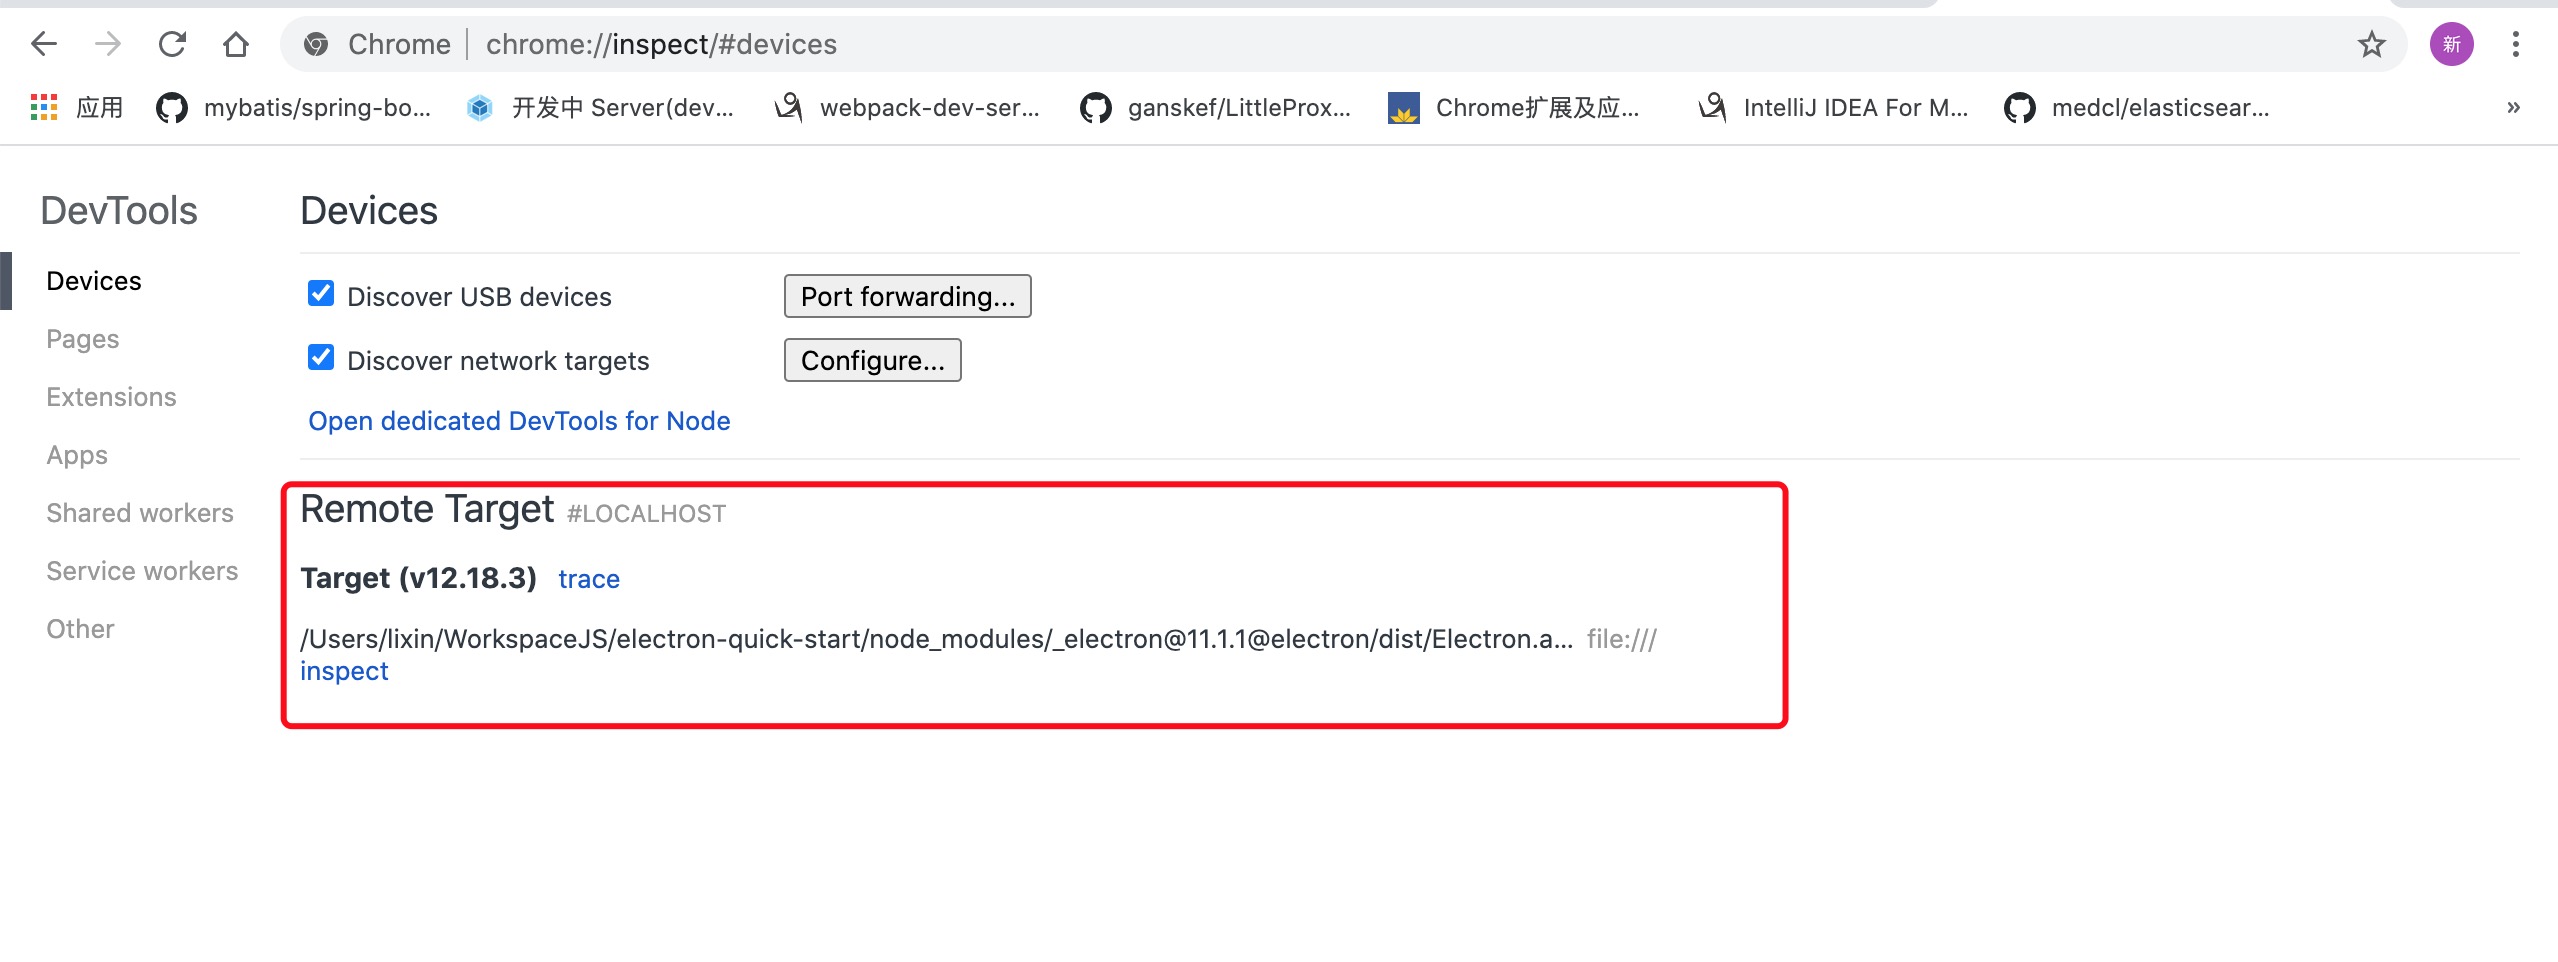 Chrome | chrome://inspect/#devices 新
应用 mybatis/spring-bo... 开发中 Server(dev... webpack-dev-ser... ganskef/LittleProx... Chrome扩展及应... IntelliJ IDEA For M... medcl/elasticsear... »
DevTools
Devices
Pages
Extensions
Apps
Shared workers
Service workers
Other
Devices
Discover USB devices Port forwarding...
Discover network targets Configure...
Open dedicated DevTools for Node
Remote Target #LOCALHOST
Target (v12.18.3) trace
/Users/lixin/WorkspaceJS/electron-quick-start/node_modules/_electron@11.1.1@electron/dist/Electron.a... file:///
inspect